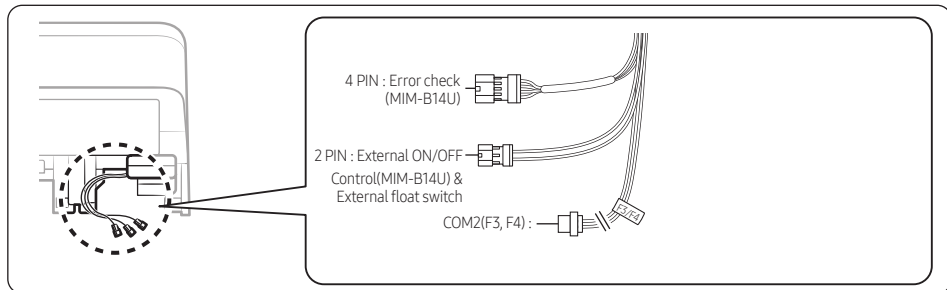 4 PIN : Error check
(MIM-B14U)
2 PIN : External ON/OFF
Control(MIM-B14U) &
External float switch
COM2(F3, F4) :
F3/F4